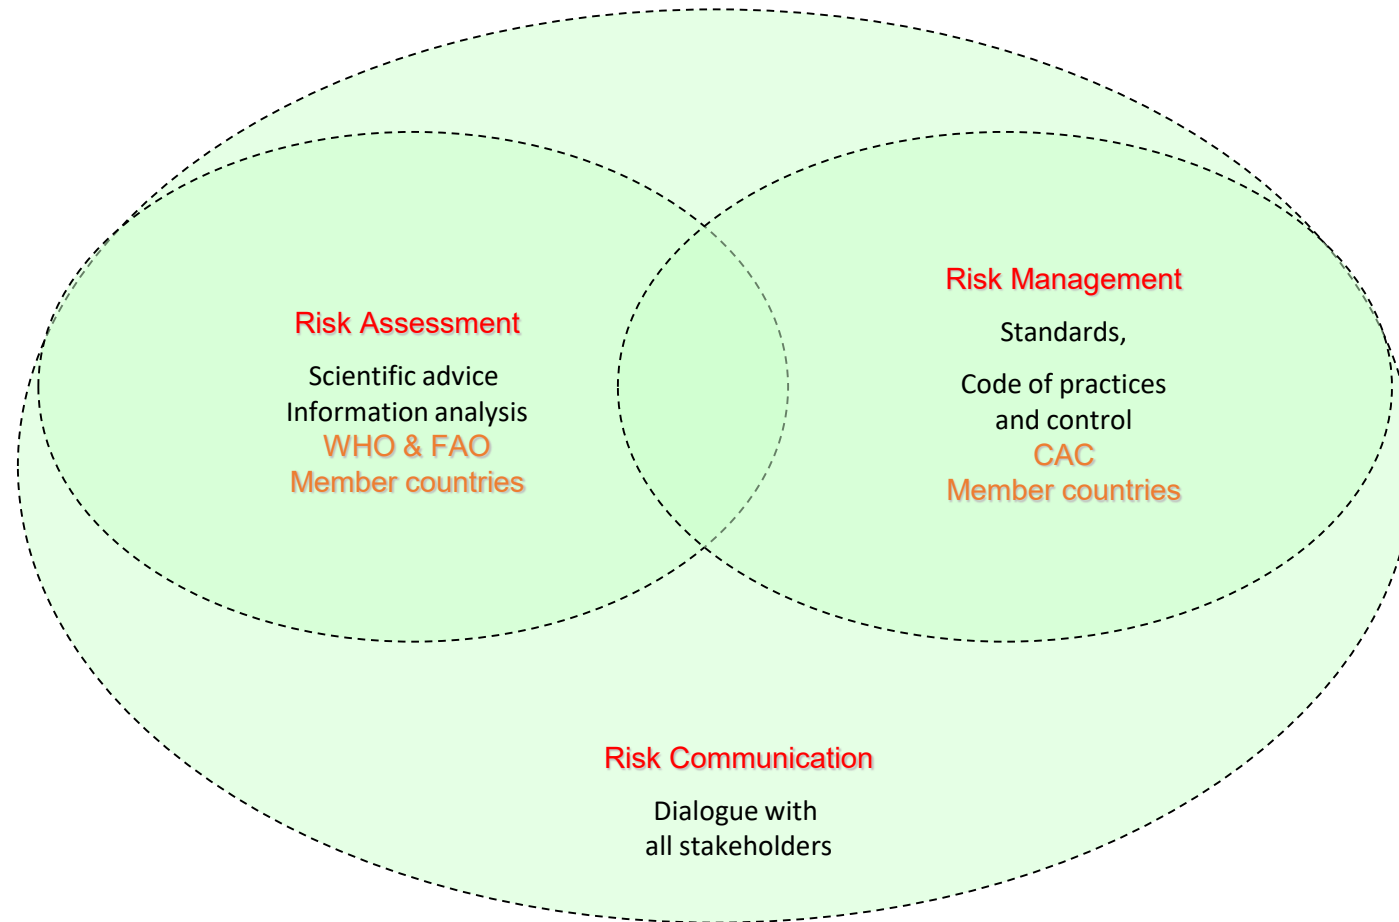 Risk Assessment
Scientific advice
Information analysis
WHO & FAO
Member countries
Risk Management
Standards,
Code of practices
and control
CAC
Member countries
Risk Communication
Dialogue with
all stakeholders